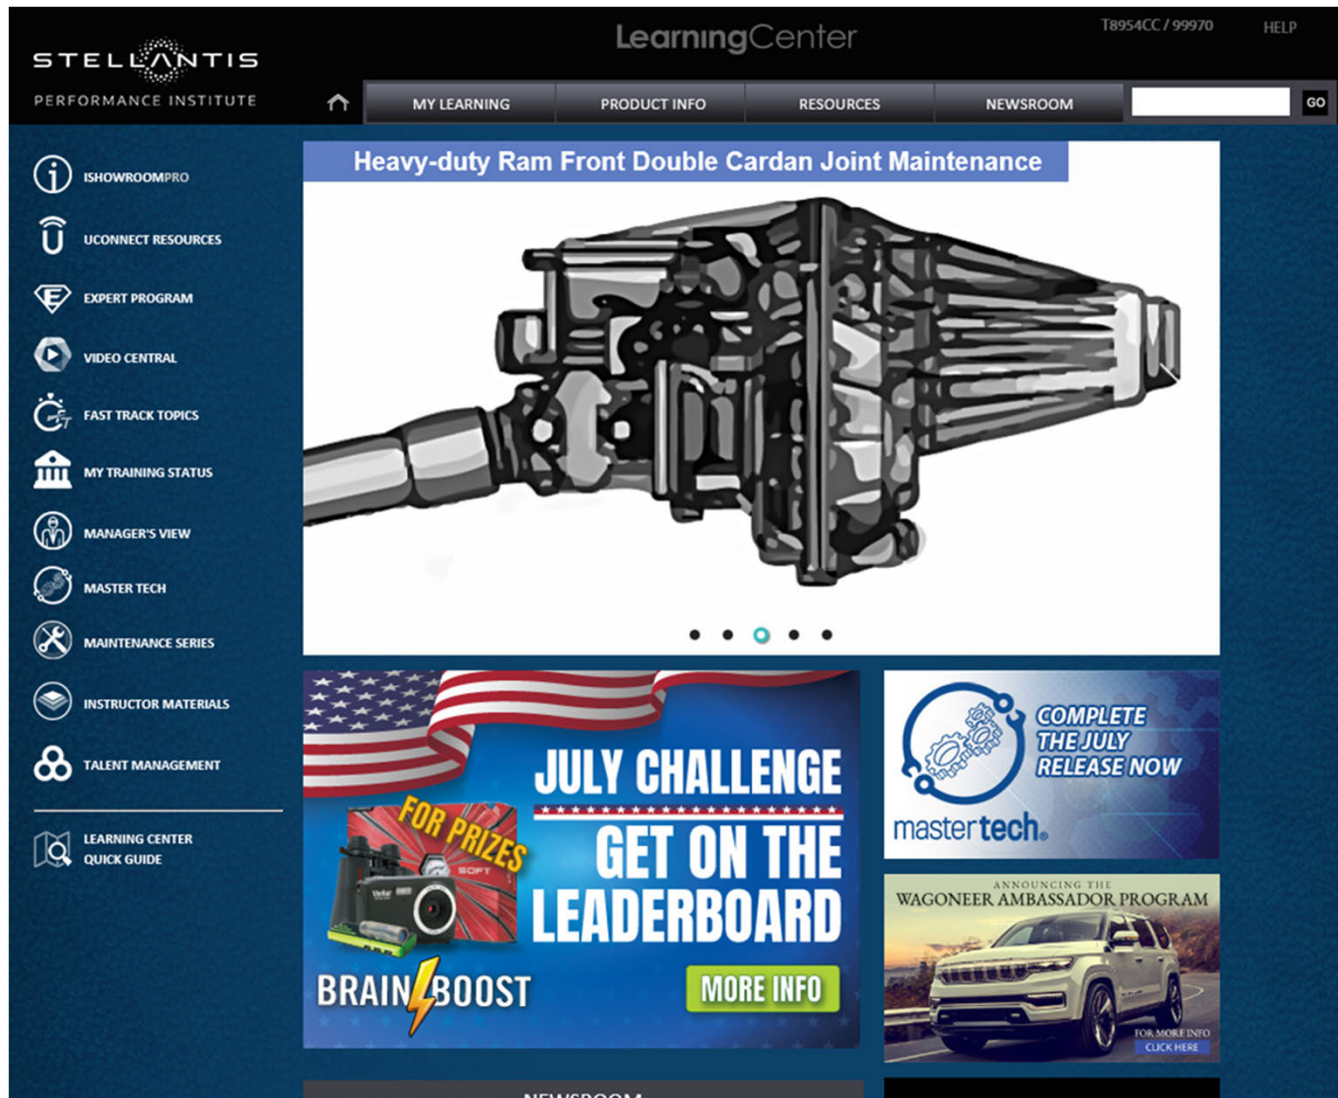 STELLANTIS
PERFORMANCE INSTITUTE
LearningCenter
T8954CC / 99970
HELP
MY LEARNING
PRODUCT INFO
RESOURCES
NEWSROOM
GO
ISHOWROOMPRO
UCONNECT RESOURCES
EXPERT PROGRAM
VIDEO CENTRAL
FAST TRACK TOPICS
MY TRAINING STATUS
MANAGER'S VIEW
MASTER TECH
MAINTENANCE SERIES
INSTRUCTOR MATERIALS
TALENT MANAGEMENT
LEARNING CENTER
QUICK GUIDE
Heavy-duty Ram Front Double Cardan Joint Maintenance
JULY CHALLENGE
GET ON THE
LEADERBOARD
FOR PRIZES
SOFT
BRAIN BOOST
MORE INFO
COMPLETE
THE JULY
RELEASE NOW
mastertech®
ANNOUNCING THE
WAGONEER AMBASSADOR PROGRAM
FOR MORE INFO
CLICK HERE
NEWSROOM